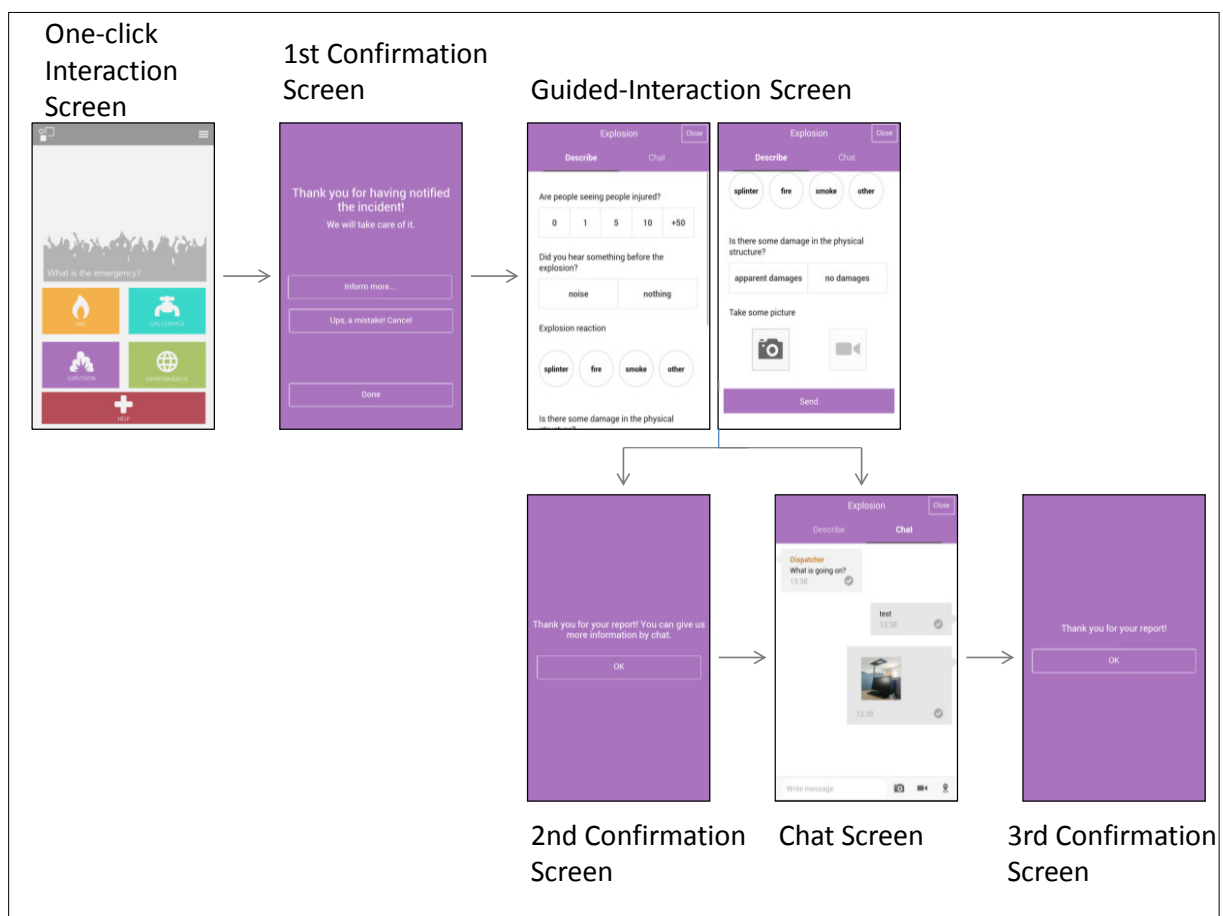 One-click
Interaction
Screen
1st Confirmation
Screen
Guided-Interaction Screen
What is the emergency?
FIRE
GAS LEAKAGE
EXPLOSION
ENVIRONMENTAL
HELP
Thank you for having notified
the incident!
We will take care of it.
Inform more...
Ups, a mistake! Cancel
Done
Explosion
Close
Describe
Chat
Are people seeing people injured?
0 1 5 10 +50
Did you hear something before the
explosion?
noise nothing
Explosion reaction
splinter fire smoke other
Is there some damage in the physical
structure?
Explosion
Close
Describe
Chat
splinter fire smoke other
Is there some damage in the physical
structure?
apparent damages no damages
Take some picture
Send
Thank you for your report! You can give us
more information by chat.
OK
Explosion
Close
Describe
Chat
Dispatcher
What is going on?
13:38
test
13:38
13:38
Write message
Thank you for your report!
OK
2nd Confirmation
Screen
Chat Screen
3rd Confirmation
Screen